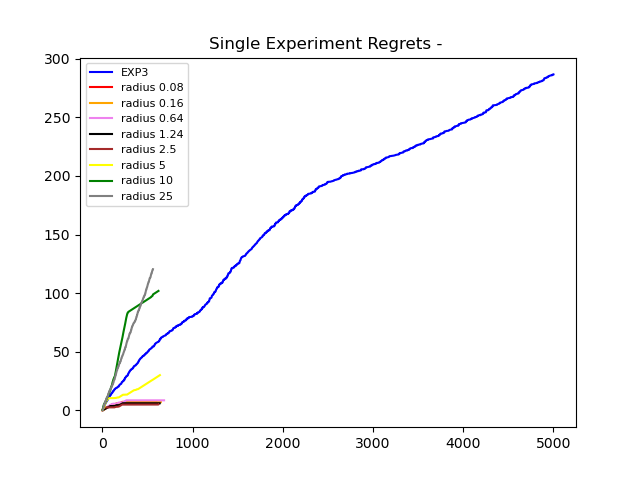 Single Experiment Regrets -
300
250
200
150
100
50
0
EXP3
radius 0.08
radius 0.16
radius 0.64
radius 1.24
radius 2.5
radius 5
radius 10
radius 25
0 1000 2000 3000 4000 5000